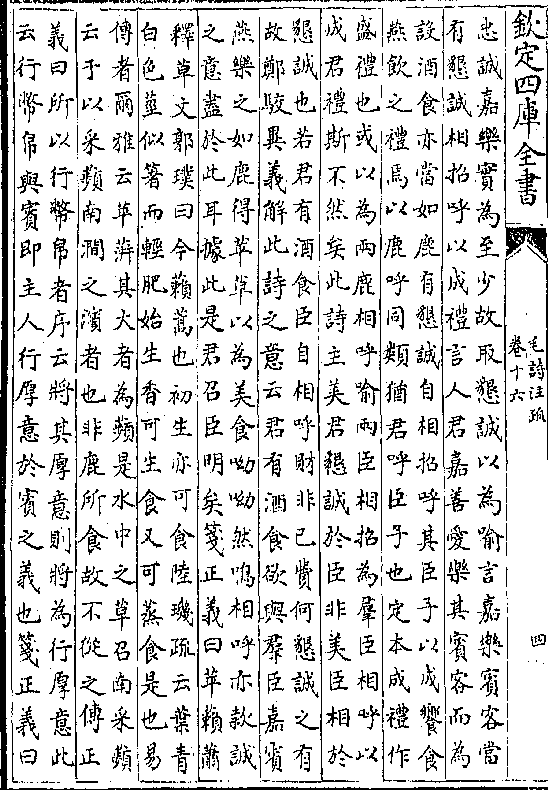 欽定四庫全書
毛詩注疏
卷十六
四
忠誠嘉樂實為至少故取懇誠以為喻言嘉樂賓客當
有懇誠相招呼以成禮言人君嘉善愛樂其賓客而為
設酒食亦當如鹿有懇誠自相招呼其臣子以成饗食
燕飲之禮焉以鹿呼同類猶君呼臣子也定本成禮作
盛禮也或以為兩鹿相呼喻兩臣相招為羣臣相呼以
成君禮斯不然矣此詩主美君懇誠於臣非美臣相於
懇誠也若君有酒食臣自相呼財非已費何懇誠之有
故鄭駮異義解此詩之意云君有酒食欲與羣臣嘉賓
燕樂之如鹿得苹草以為美食呦呦然鳴相呼亦款誠
之意盡於此耳據此是君召臣明矣箋正義曰苹藾蕭
釋草文郭璞曰今藾蒿也初生亦可食陸璣疏云葉青
白色莖似箸而輕肥始生香可生食又可蒸食是也易
傳者爾雅云苹蓱其大者為蘋是水中之草召南采蘋
云于以采蘋南澗之濱者也非鹿所食故不從之傳正
義曰所以行幣帛者序云將其厚意則將為行厚意此
云行幣帛與賓即主人行厚意於賓之義也箋正義曰